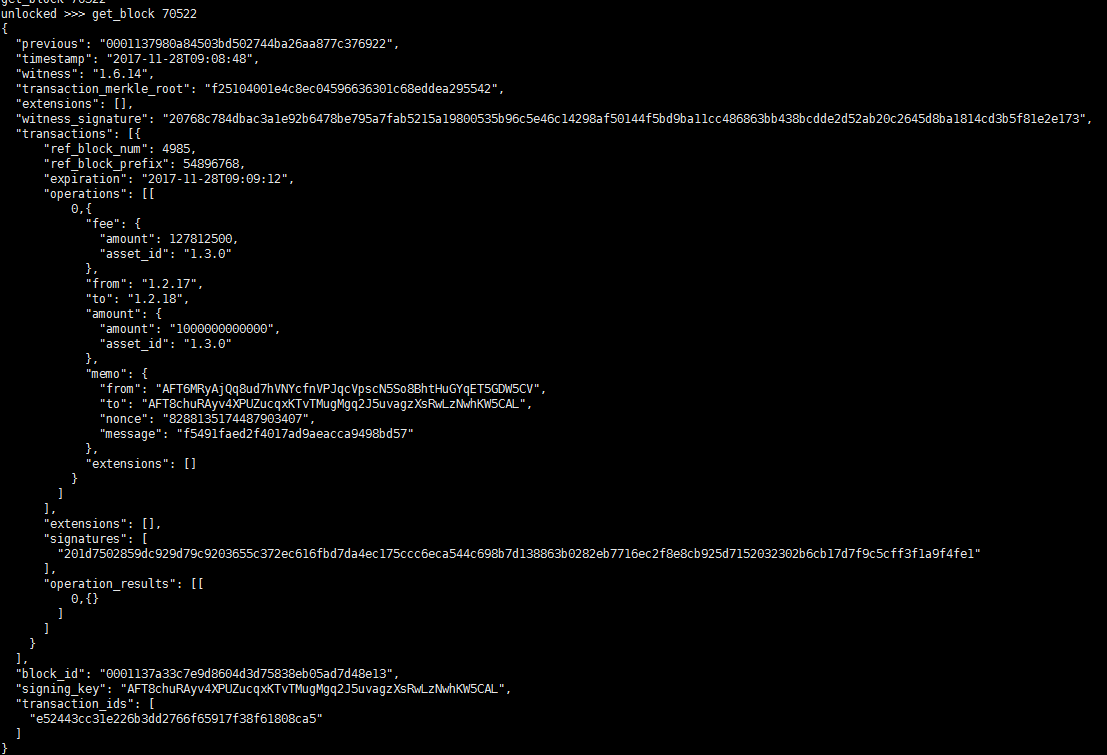 get_block 70522
unlocked >>> get_block 70522
{
  "previous": "0001137980a84503bd502744ba26aa877c376922",
  "timestamp": "2017-11-28T09:08:48",
  "witness": "1.6.14",
  "transaction_merkle_root": "f25104001e4c8ec04596636301c68eddea295542",
  "extensions": [],
  "witness_signature": "20768c784dbac3a1e92b6478be795a7fab5215a19800535b96c5e46c14298af50144f5bd9ba11cc486863bb438bcdde2d52ab20c2645d8ba1814cd3b5f81e2e173",
  "transactions": [{
      "ref_block_num": 4985,
      "ref_block_prefix": 54896768,
      "expiration": "2017-11-28T09:09:12",
      "operations": [[
          0,{
            "fee": {
              "amount": 127812500,
              "asset_id": "1.3.0"
            },
            "from": "1.2.17",
            "to": "1.2.18",
            "amount": {
              "amount": "1000000000000",
              "asset_id": "1.3.0"
            },
            "memo": {
              "from": "AFT6MRyAjQq8ud7hVNYcfnVPJqcVpscN5So8BhtHuGYqET5GDW5CV",
              "to": "AFT8churAyv4XPUZucqxKTvTMugMgq2J5uvagzXsRwLzNwhKW5CAL",
              "nonce": "8288135174487903407",
              "message": "f5491faed2f4017ad9aeacca9498bd57"
            },
            "extensions": []
          }
        ]
      ],
      "extensions": [],
      "signatures": [
        "201d7502859dc929d79c9203655c372ec616fbd7da4ec175ccc6eca544c698b7d138863b0282eb7716ec2f8e8cb925d7152032302b6cb17d7f9c5cff3f1a9f4fe1"
      ],
      "operation_results": [[
          0,{}
        ]
      ]
    }
  ],
  "block_id": "0001137a33c7e9d8604d3d75838eb05ad7d48e13",
  "signing_key": "AFT8churAyv4XPUZucqxKTvTMugMgq2J5uvagzXsRwLzNwhKW5CAL",
  "transaction_ids": [
    "e52443cc31e226b3dd2766f65917f38f61808ca5"
  ]
}